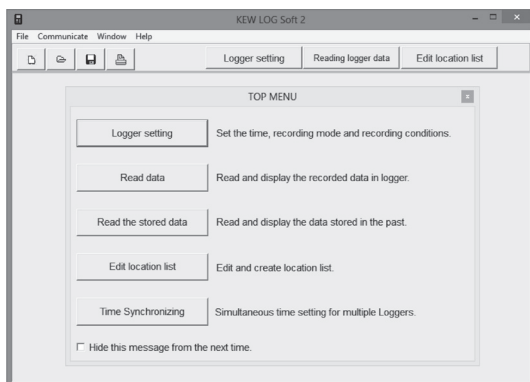 KEW LOG Soft 2
File Communicate Window Help
Logger setting Reading logger data Edit location list
TOP MENU
Logger setting Set the time, recording mode and recording conditions.
Read data Read and display the recorded data in logger.
Read the stored data Read and display the data stored in the past.
Edit location list Edit and create location list.
Time Synchronizing Simultaneous time setting for multiple Loggers.
Hide this message from the next time.